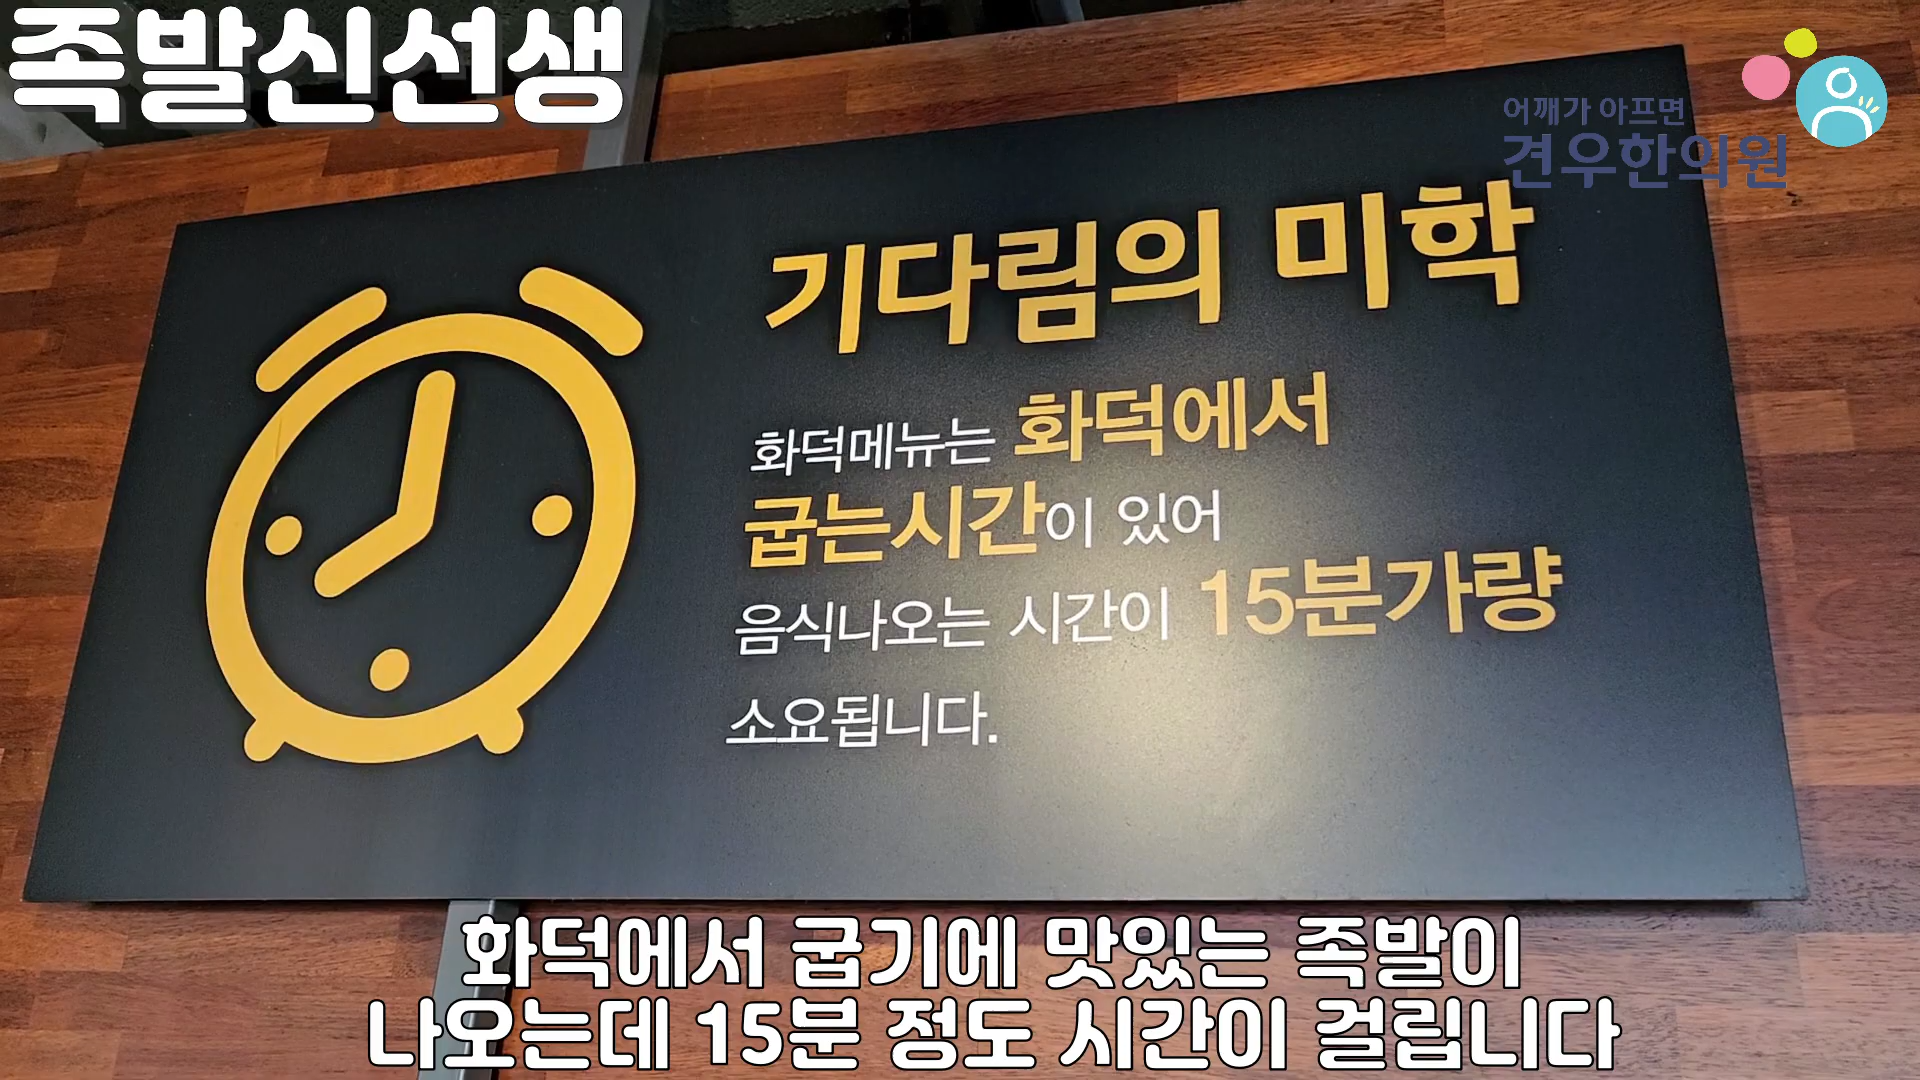 족발신선생
어깨가 아프면
견우한의원
기다림의 미학
화덕메뉴는 화덕에서
굽는시간이 있어
음식나오는 시간이 15분가량
소요됩니다.
화덕에서 굽기에 맛있는 족발이
나오는데 15분 정도 시간이 걸립니다